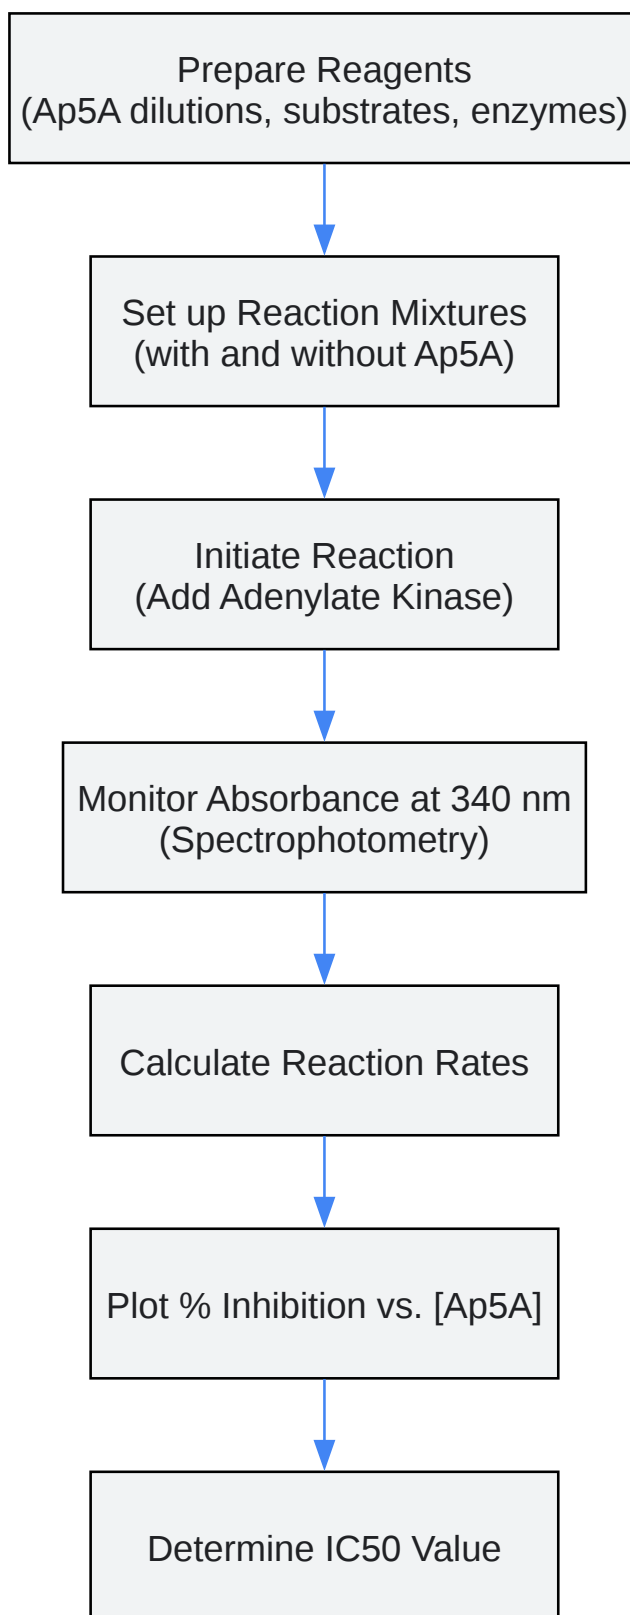 Prepare Reagents
(Ap5A dilutions, substrates, enzymes)
Set up Reaction Mixtures
(with and without Ap5A)
Initiate Reaction
(Add Adenylate Kinase)
Monitor Absorbance at 340 nm
(Spectrophotometry)
Calculate Reaction Rates
Plot % Inhibition vs. [Ap5A]
Determine IC50 Value